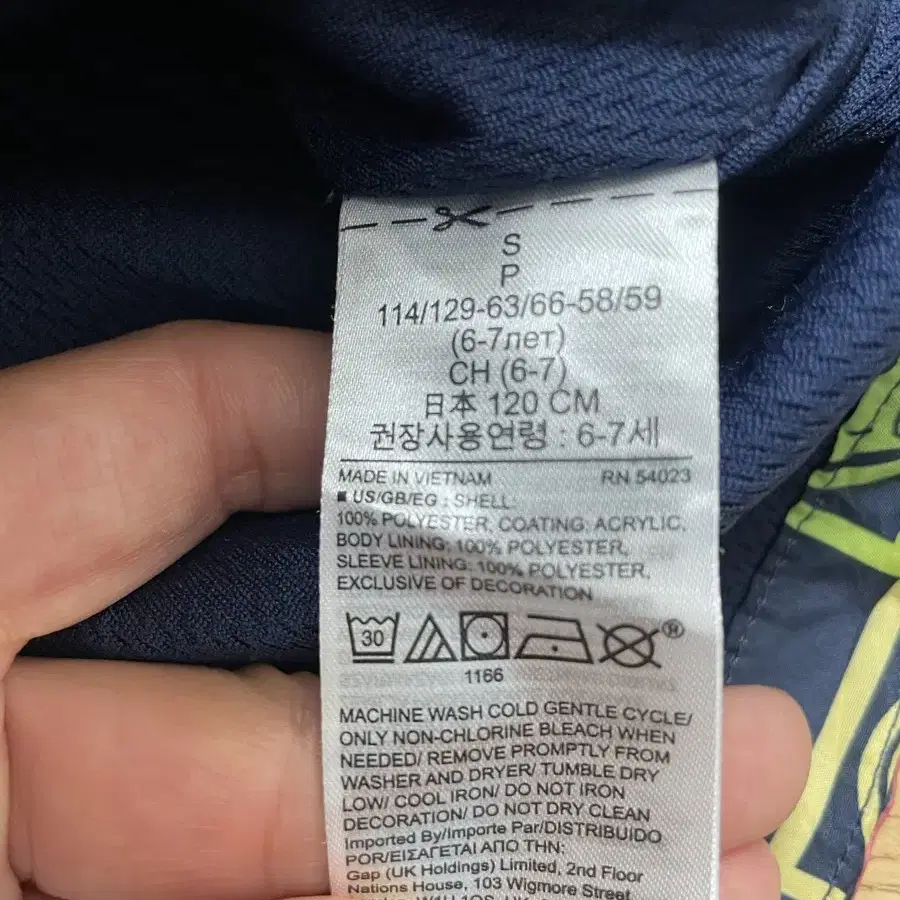 S
P
114/129-63/66-58/59
(6-7лет)
CH (6-7)
日本 120 CM
권장사용연령 : 6-7세
MADE IN VIETNAM RN 54023
US/GB/EG : SHELL:
100% POLYESTER, COATING: ACRYLIC,
BODY LINING: 100% POLYESTER,
SLEEVE LINING: 100% POLYESTER,
EXCLUSIVE OF DECORATION
30 ®
1166
MACHINE WASH COLD GENTLE CYCLE/
ONLY NON-CHLORINE BLEACH WHEN
NEEDED/ REMOVE PROMPTLY FROM
WASHER AND DRYER/ TUMBLE DRY
LOW/ COOL IRON/ DO NOT IRON
DECORATION/ DO NOT DRY CLEAN
Imported By/Importe Par/DISTRIBUÍDO
POR/ΕΙΣΑΓΕΤΑΙ ΑΠΟ ΤΗΝ:
Gap (UK Holdings) Limited, 2nd Floor
Nations House, 103 Wigmore Street,